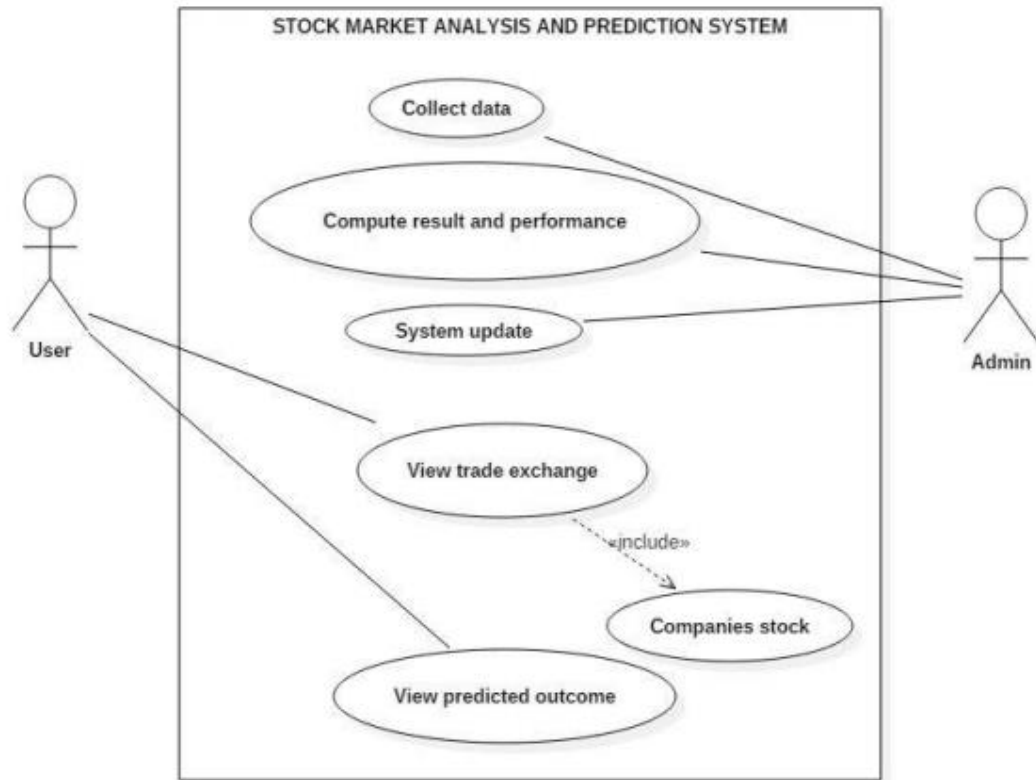 STOCK MARKET ANALYSIS AND PREDICTION SYSTEM
Collect data
Compute result and performance
System update
User
Admin
View trade exchange
«include»
Companies stock
View predicted outcome